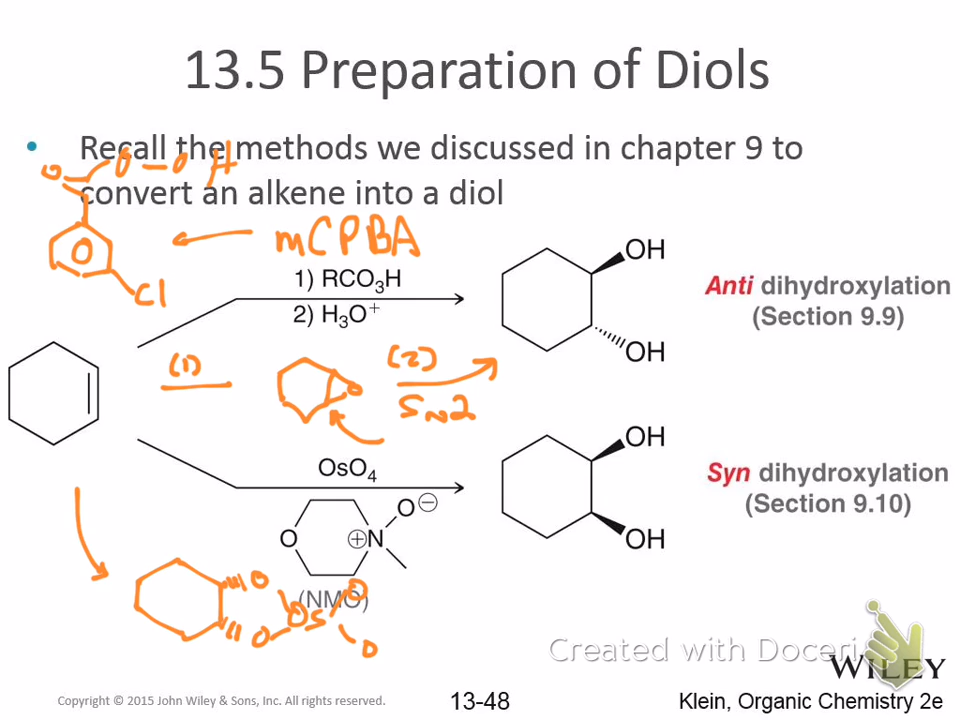 13.5 Preparation of Diols
• Recall the methods we discussed in chapter 9 to
convert an alkene into a diol
O O-O H
Cl
mCPBA
1) RCO₃H
2) H₃O⁺
OH
OH
Anti dihydroxylation
(Section 9.9)
(1)
O
(2)
SN2
OsO₄
O N⊕ O⊖
(NMO)
OH
OH
Syn dihydroxylation
(Section 9.10)
O
O Os O
O
Created with Doceri
WILEY
Copyright © 2015 John Wiley & Sons, Inc. All rights reserved.
13-48
Klein, Organic Chemistry 2e